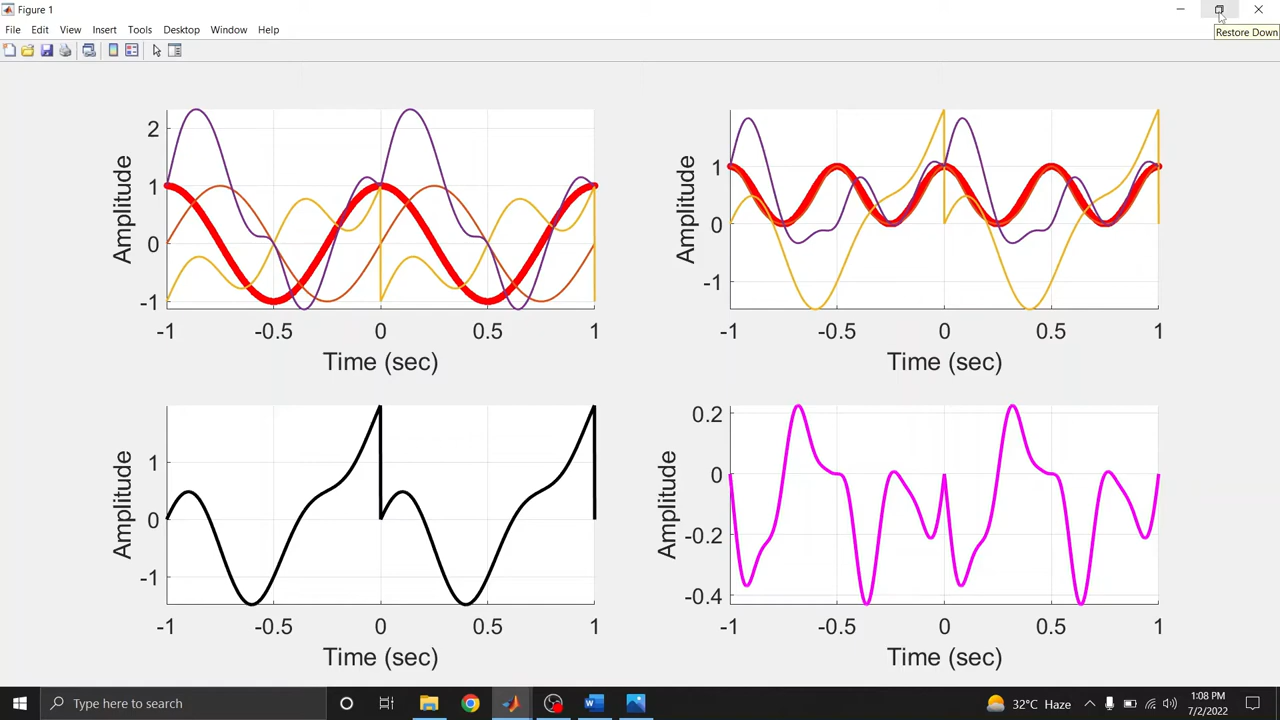 Figure 1
Restore Down
File Edit View Insert Tools Desktop Window Help
Amplitude
2
1
0
-1
-1 -0.5 0 0.5 1
Time (sec)
Amplitude
1
0
-1
-1 -0.5 0 0.5 1
Time (sec)
Amplitude
1
0
-1
-1 -0.5 0 0.5 1
Time (sec)
Amplitude
0.2
0
-0.2
-0.4
-1 -0.5 0 0.5 1
Time (sec)
Type here to search
32°C Haze
1:08 PM
7/2/2022